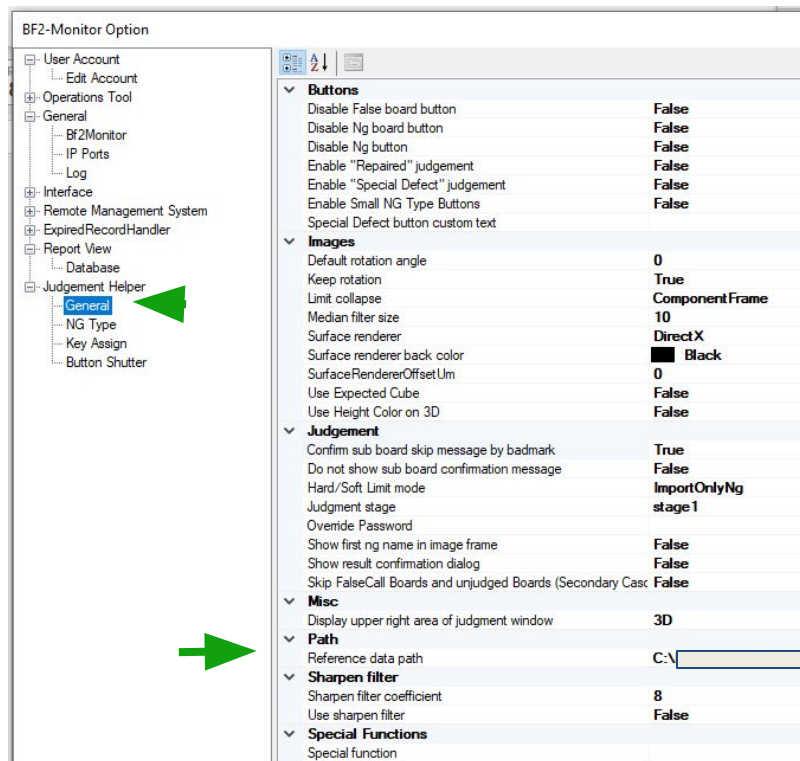 BF2-Monitor Option
User Account
Edit Account
Operations Tool
General
Bf2Monitor
IP Ports
Log
Interface
Remote Management System
ExpiredRecordHandler
Report View
Database
Judgement Helper
General
NG Type
Key Assign
Button Shutter
Buttons
Disable False board button False
Disable Ng board button False
Disable Ng button False
Enable "Repaired" judgement False
Enable "Special Defect" judgement False
Enable Small NG Type Buttons False
Special Defect button custom text
Images
Default rotation angle 0
Keep rotation True
Limit collapse ComponentFrame
Median filter size 10
Surface renderer DirectX
Surface renderer back color Black
SurfaceRendererOffsetUm 0
Use Expected Cube False
Use Height Color on 3D False
Judgement
Confirm sub board skip message by badmark True
Do not show sub board confirmation message False
Hard/Soft Limit mode ImportOnlyNg
Judgment stage stage1
Override Password
Show first ng name in image frame False
Show result confirmation dialog False
Skip FalseCall Boards and unjudged Boards (Secondary Casc False
Misc
Display upper right area of judgment window 3D
Path
Reference data path C:\
Sharpen filter
Sharpen filter coefficient 8
Use sharpen filter False
Special Functions
Special function